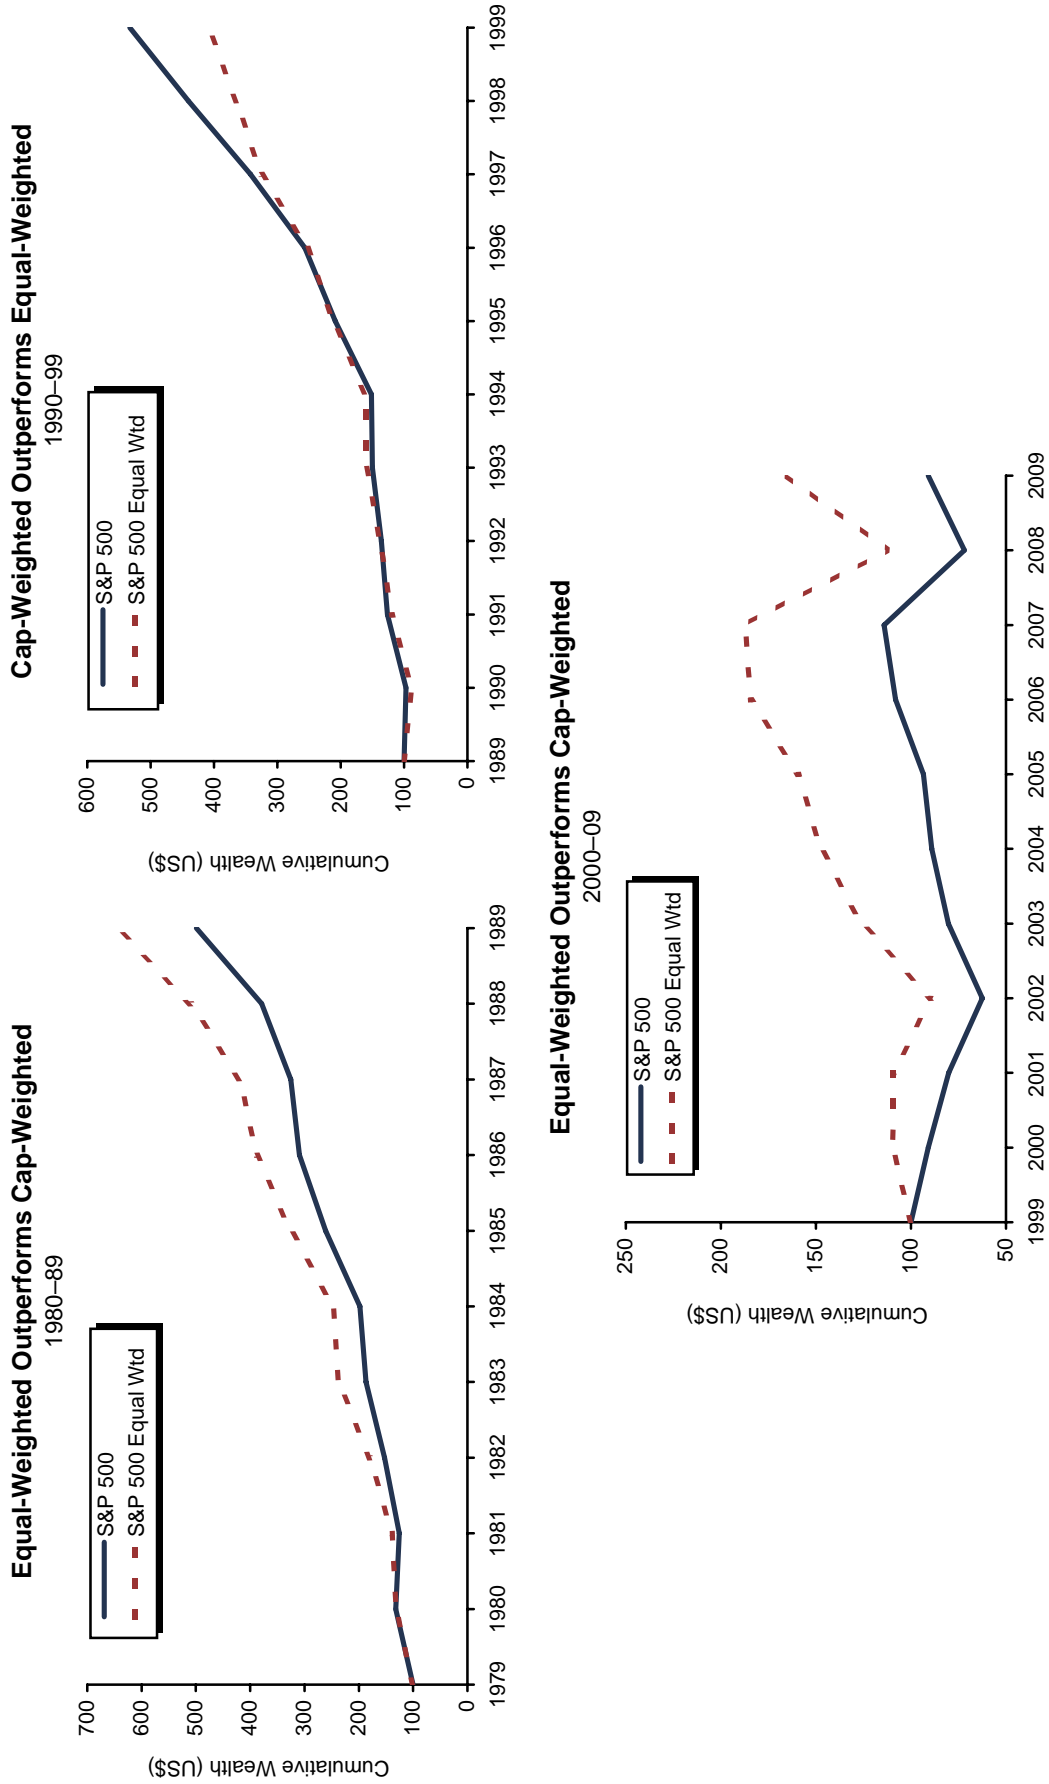 Equal-Weighted Outperforms Cap-Weighted
1980–89
S&P 500
S&P 500 Equal Wtd
Cumulative Wealth (US$)
700
600
500
400
300
200
100
0
1979 1980 1981 1982 1983 1984 1985 1986 1987 1988 1989
Cap-Weighted Outperforms Equal-Weighted
1990–99
S&P 500
S&P 500 Equal Wtd
Cumulative Wealth (US$)
600
500
400
300
200
100
0
1989 1990 1991 1992 1993 1994 1995 1996 1997 1998 1999
Equal-Weighted Outperforms Cap-Weighted
2000–09
S&P 500
S&P 500 Equal Wtd
Cumulative Wealth (US$)
250
200
150
100
50
1999 2000 2001 2002 2003 2004 2005 2006 2007 2008 2009